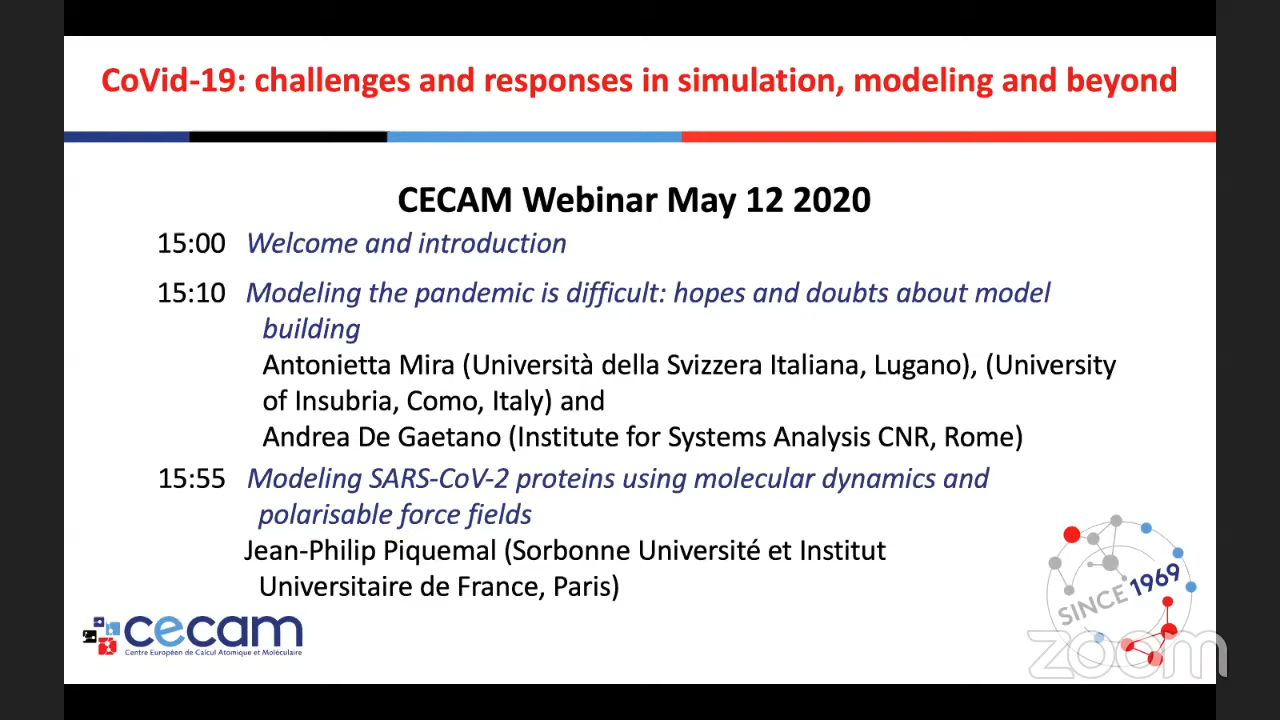 CoVid-19: challenges and responses in simulation, modeling and beyond
CECAM Webinar May 12 2020
15:00 Welcome and introduction
15:10 Modeling the pandemic is difficult: hopes and doubts about model
building
Antonietta Mira (Università della Svizzera Italiana, Lugano), (University
of Insubria, Como, Italy) and
Andrea De Gaetano (Institute for Systems Analysis CNR, Rome)
15:55 Modeling SARS-CoV-2 proteins using molecular dynamics and
polarisable force fields
Jean-Philip Piquemal (Sorbonne Université et Institut
Universitaire de France, Paris)
SINCE 1969
cecam
Centre Européen de Calcul Atomique et Moléculaire
zoom